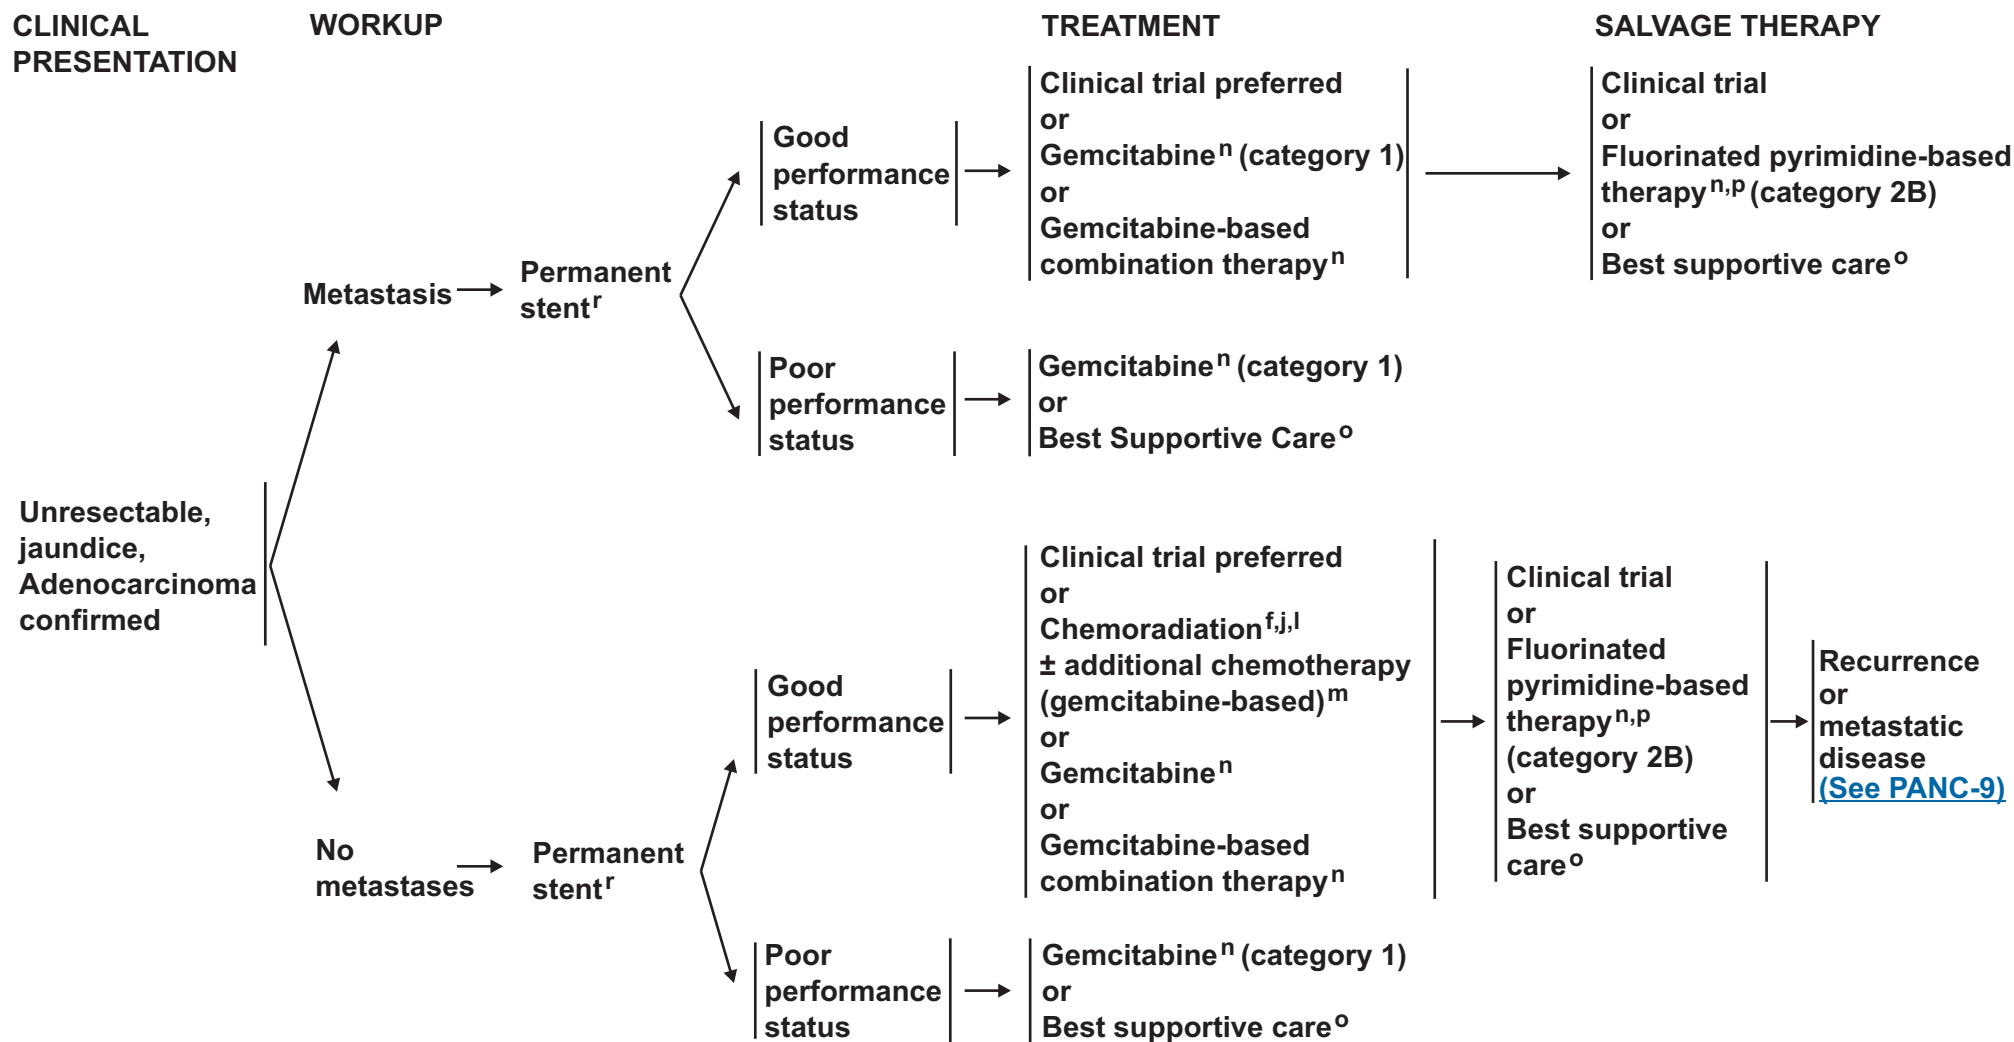 CLINICAL
PRESENTATION
WORKUP
TREATMENT
SALVAGE THERAPY
Unresectable,
jaundice,
Adenocarcinoma
confirmed
Metastasis
Permanent
stent r
Good
performance
status
Clinical trial preferred
or
Gemcitabine n (category 1)
or
Gemcitabine-based
combination therapy n
Clinical trial
or
Fluorinated pyrimidine-based
therapy n,p (category 2B)
or
Best supportive care o
Poor
performance
status
Gemcitabine n (category 1)
or
Best Supportive Care o
No
metastases
Permanent
stent r
Good
performance
status
Clinical trial preferred
or
Chemoradiation f,j,l
± additional chemotherapy
(gemcitabine-based) m
or
Gemcitabine n
or
Gemcitabine-based
combination therapy n
Clinical trial
or
Fluorinated
pyrimidine-based
therapy n,p
(category 2B)
or
Best supportive
care o
Recurrence
or
metastatic
disease
(See PANC-9)
Poor
performance
status
Gemcitabine n (category 1)
or
Best supportive care o